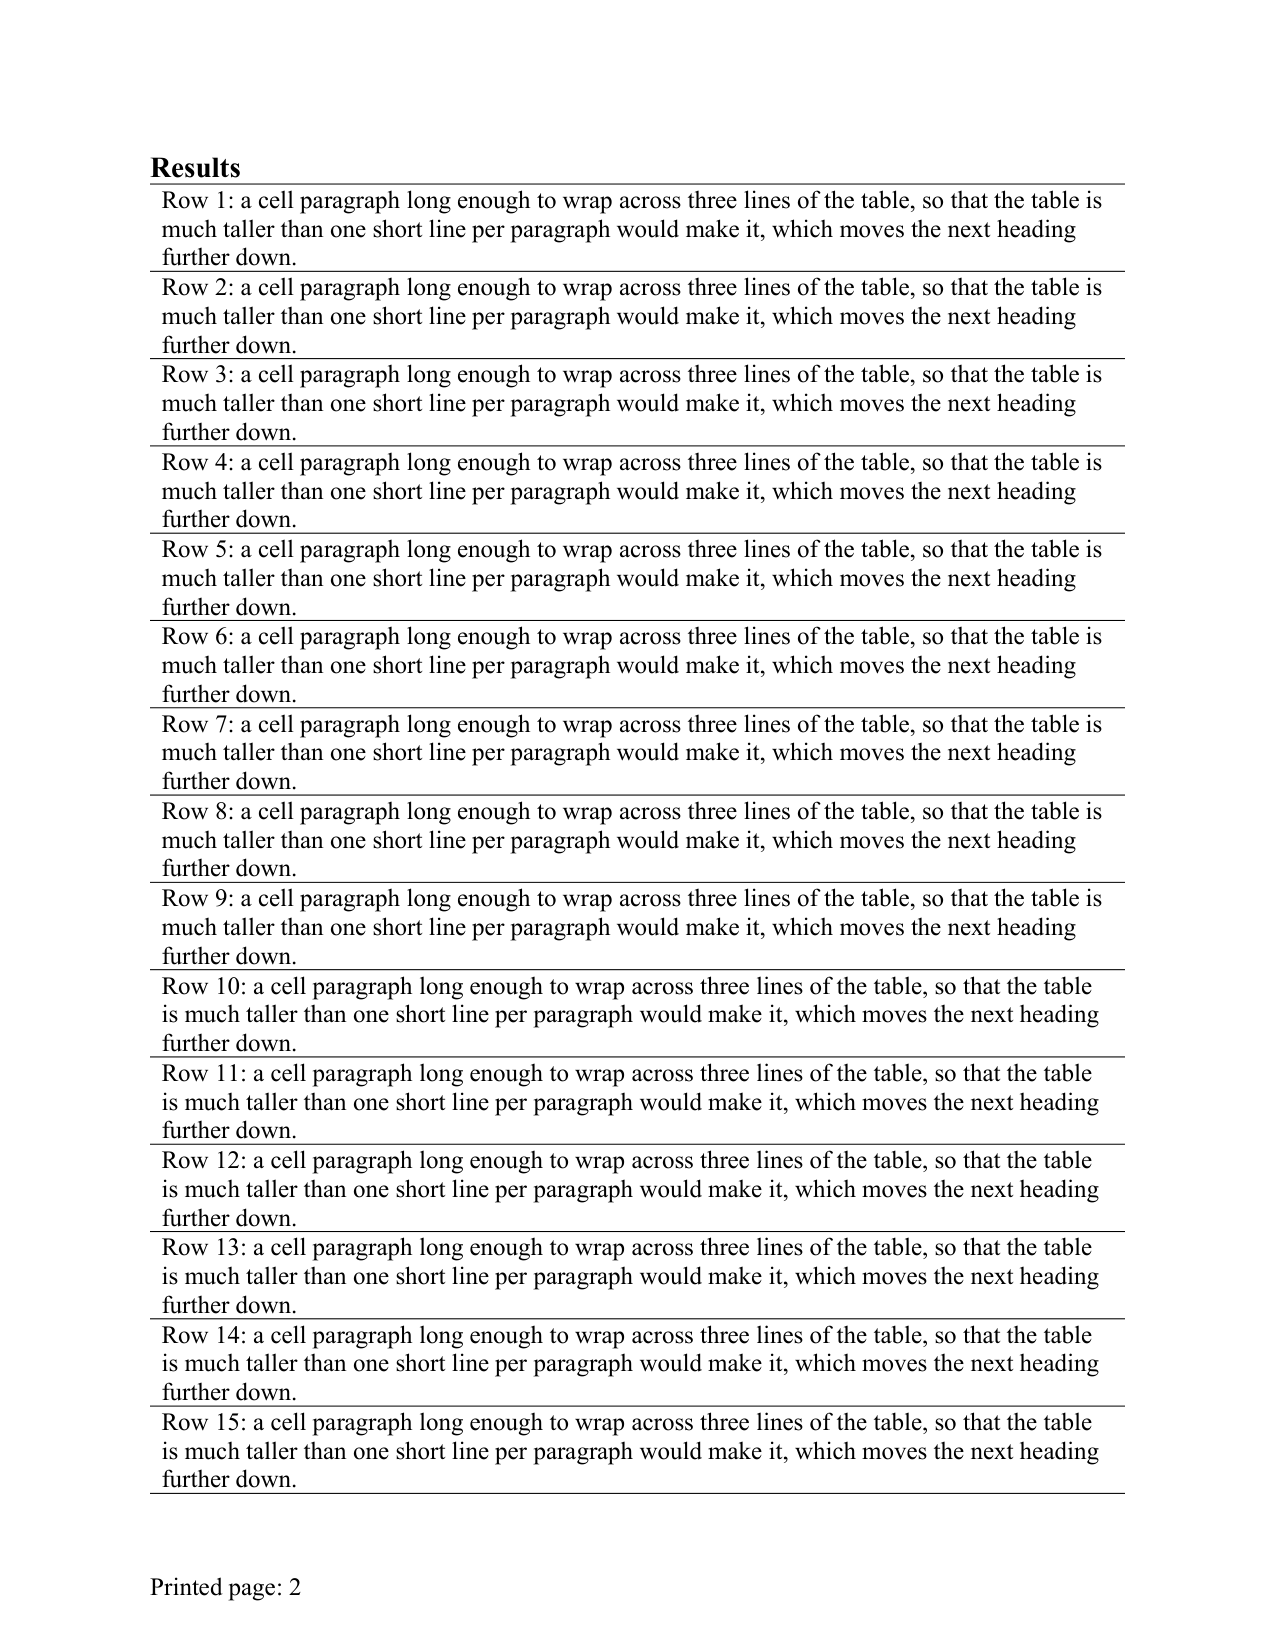 Results
Row 1: a cell paragraph long enough to wrap across three lines of the table, so that the table is
much taller than one short line per paragraph would make it, which moves the next heading
further down.
Row 2: a cell paragraph long enough to wrap across three lines of the table, so that the table is
much taller than one short line per paragraph would make it, which moves the next heading
further down.
Row 3: a cell paragraph long enough to wrap across three lines of the table, so that the table is
much taller than one short line per paragraph would make it, which moves the next heading
further down.
Row 4: a cell paragraph long enough to wrap across three lines of the table, so that the table is
much taller than one short line per paragraph would make it, which moves the next heading
further down.
Row 5: a cell paragraph long enough to wrap across three lines of the table, so that the table is
much taller than one short line per paragraph would make it, which moves the next heading
further down.
Row 6: a cell paragraph long enough to wrap across three lines of the table, so that the table is
much taller than one short line per paragraph would make it, which moves the next heading
further down.
Row 7: a cell paragraph long enough to wrap across three lines of the table, so that the table is
much taller than one short line per paragraph would make it, which moves the next heading
further down.
Row 8: a cell paragraph long enough to wrap across three lines of the table, so that the table is
much taller than one short line per paragraph would make it, which moves the next heading
further down.
Row 9: a cell paragraph long enough to wrap across three lines of the table, so that the table is
much taller than one short line per paragraph would make it, which moves the next heading
further down.
Row 10: a cell paragraph long enough to wrap across three lines of the table, so that the table
is much taller than one short line per paragraph would make it, which moves the next heading
further down.
Row 11: a cell paragraph long enough to wrap across three lines of the table, so that the table
is much taller than one short line per paragraph would make it, which moves the next heading
further down.
Row 12: a cell paragraph long enough to wrap across three lines of the table, so that the table
is much taller than one short line per paragraph would make it, which moves the next heading
further down.
Row 13: a cell paragraph long enough to wrap across three lines of the table, so that the table
is much taller than one short line per paragraph would make it, which moves the next heading
further down.
Row 14: a cell paragraph long enough to wrap across three lines of the table, so that the table
is much taller than one short line per paragraph would make it, which moves the next heading
further down.
Row 15: a cell paragraph long enough to wrap across three lines of the table, so that the table
is much taller than one short line per paragraph would make it, which moves the next heading
further down.
Printed page: 2